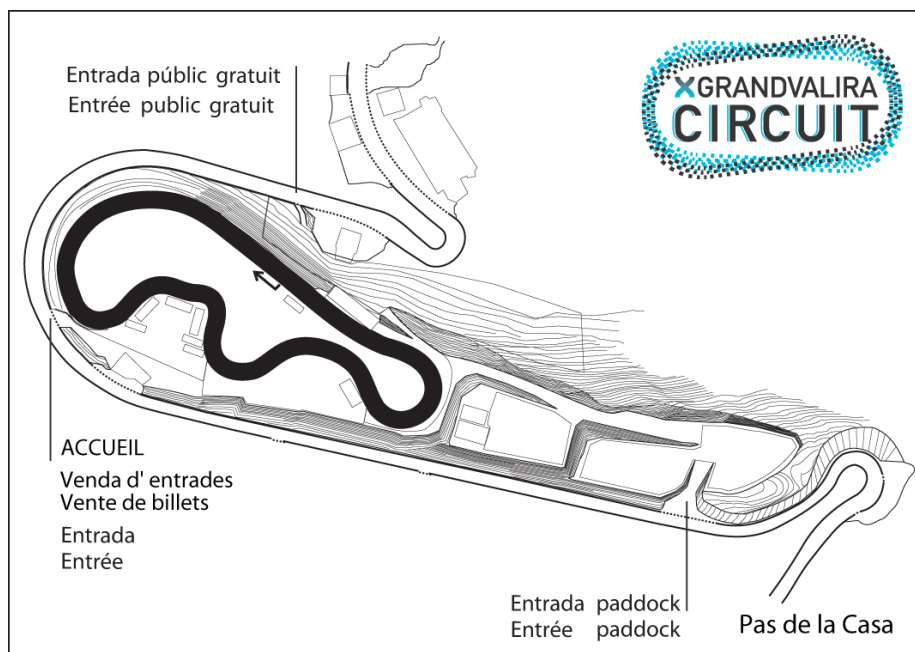 Entrada públic gratuit
Entrée public gratuit
XGRANDVALIRA
CIRCUIT
ACCUEIL
Venda d' entrades
Vente de billets
Entrada
Entrée
Entrada paddock
Entrée paddock
Pas de la Casa